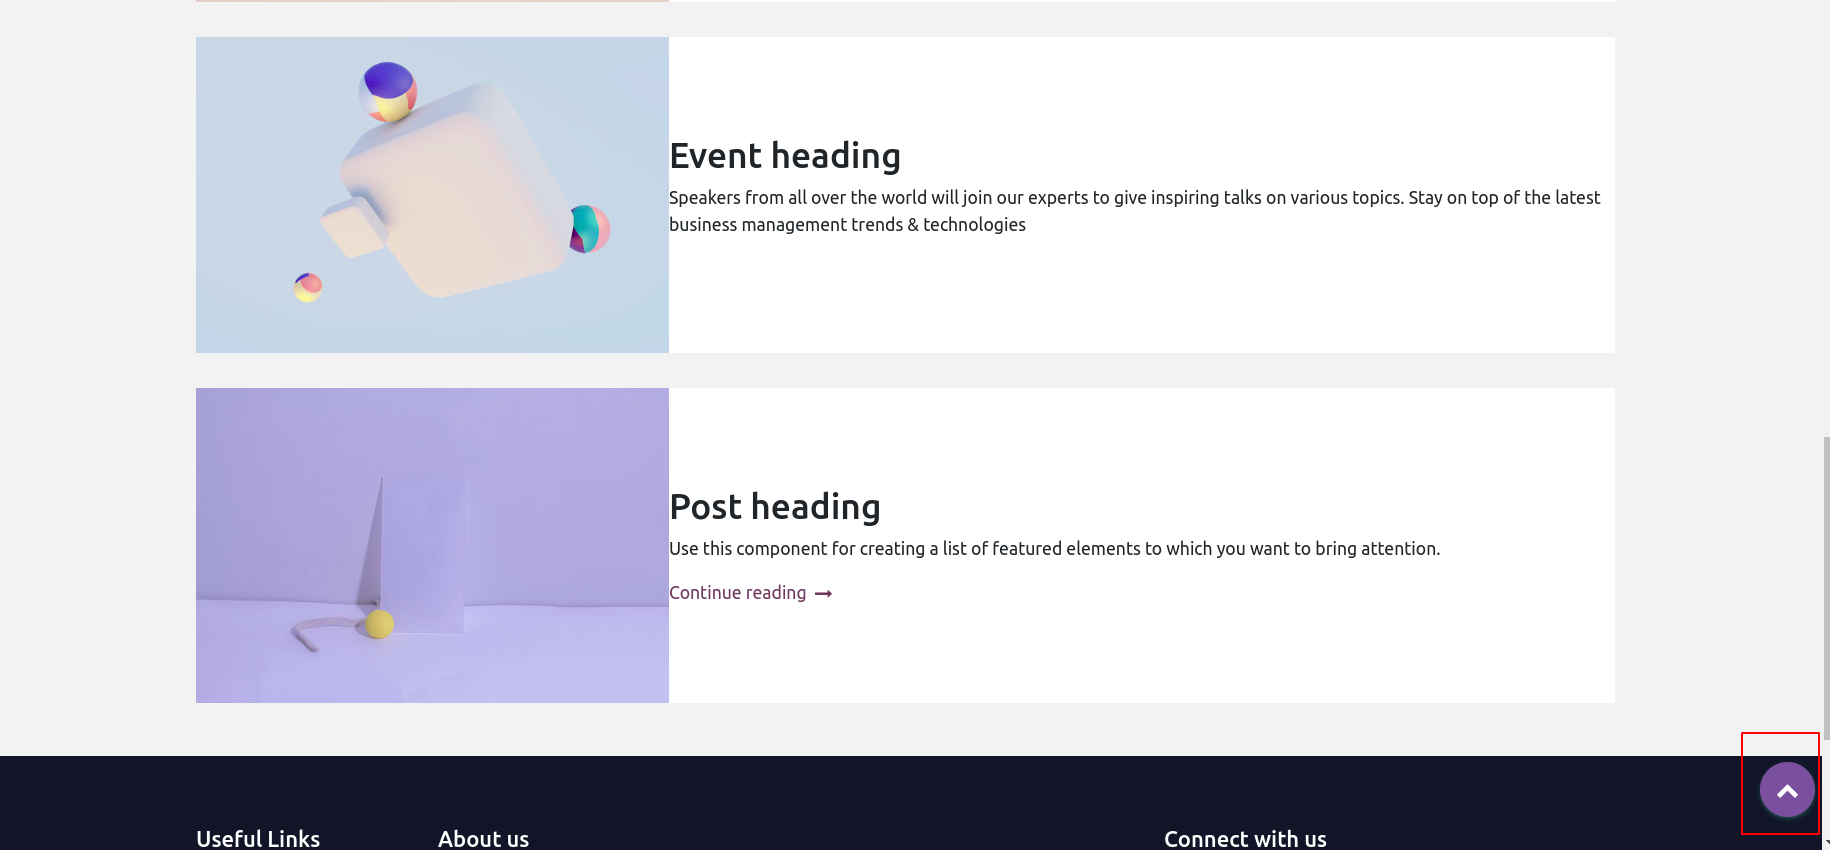 Event heading
Speakers from all over the world will join our experts to give inspiring talks on various topics. Stay on top of the latest
business management trends & technologies
Post heading
Use this component for creating a list of featured elements to which you want to bring attention.
Continue reading
Useful Links
About us
Connect with us